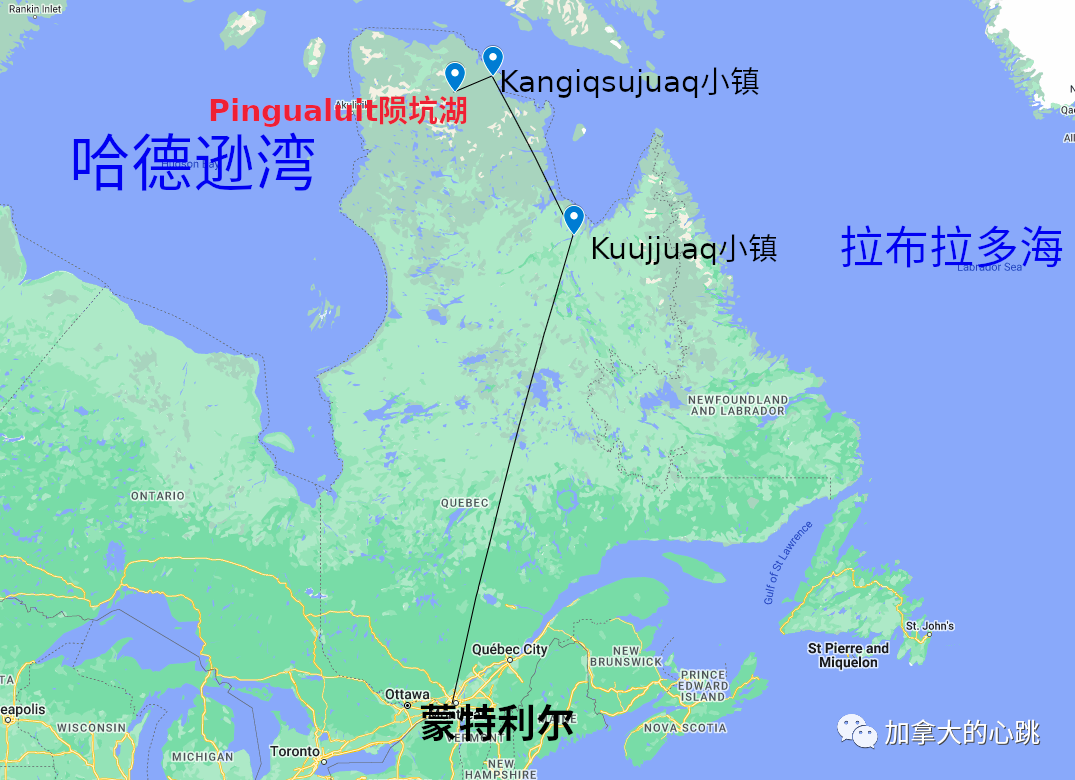 Rankin Inlet
Kangiqsujuaq小镇
Pingualuit陨坑湖
哈德逊湾
Hudson Bay
Kuujjuaq小镇
拉布拉多海
Labrador Sea
NEWFOUNDLAND
AND LABRADOR
ONTARIO
QUEBEC
Gulf of St Lawrence
St. John's
Québec City
NEW
BRUNSWICK
St Pierre and
Miquelon
PRINCE
EDWARD
ISLAND
Ottawa
蒙特利尔
eapolis
WISCONSIN
VERMONT
NOVA SCOTIA
加拿大的心跳
Toronto
MICHIGAN
NEW
HAMPSHIRE